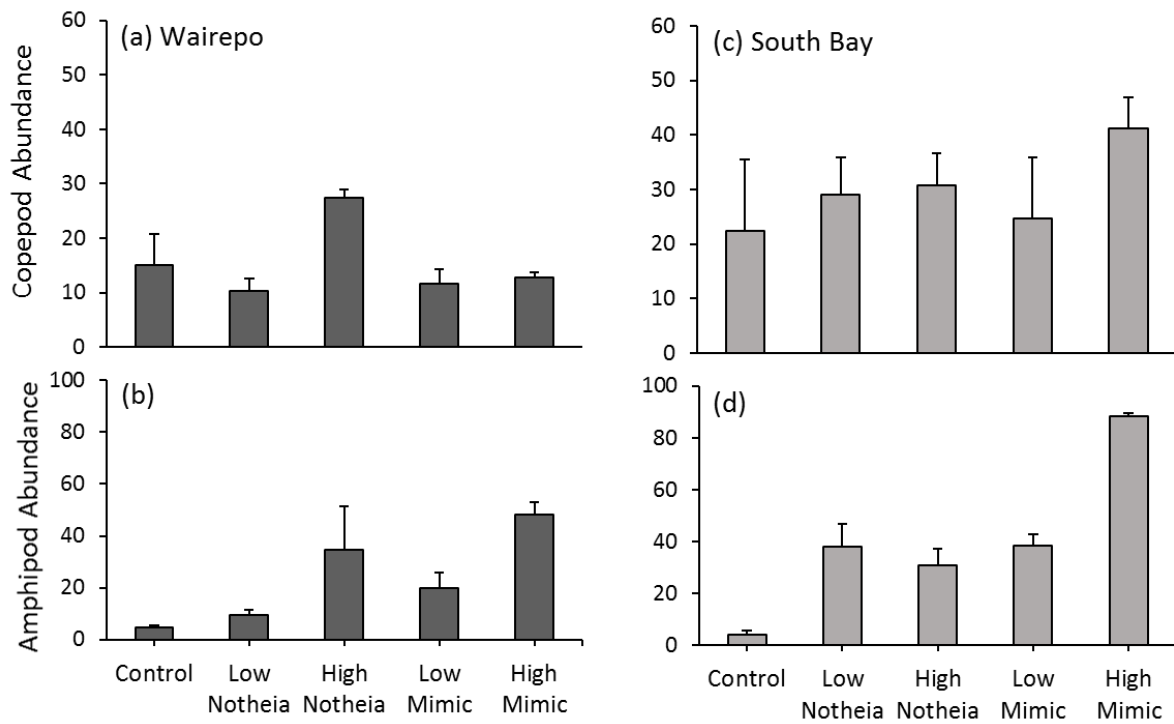 (a) Wairepo
Copepod Abundance
60
50
40
30
20
10
0
(c) South Bay
60
50
40
30
20
10
0
(b)
Amphipod Abundance
100
80
60
40
20
0
Control
Low
Notheia
High
Notheia
Low
Mimic
High
Mimic
(d)
100
80
60
40
20
0
Control
Low
Notheia
High
Notheia
Low
Mimic
High
Mimic